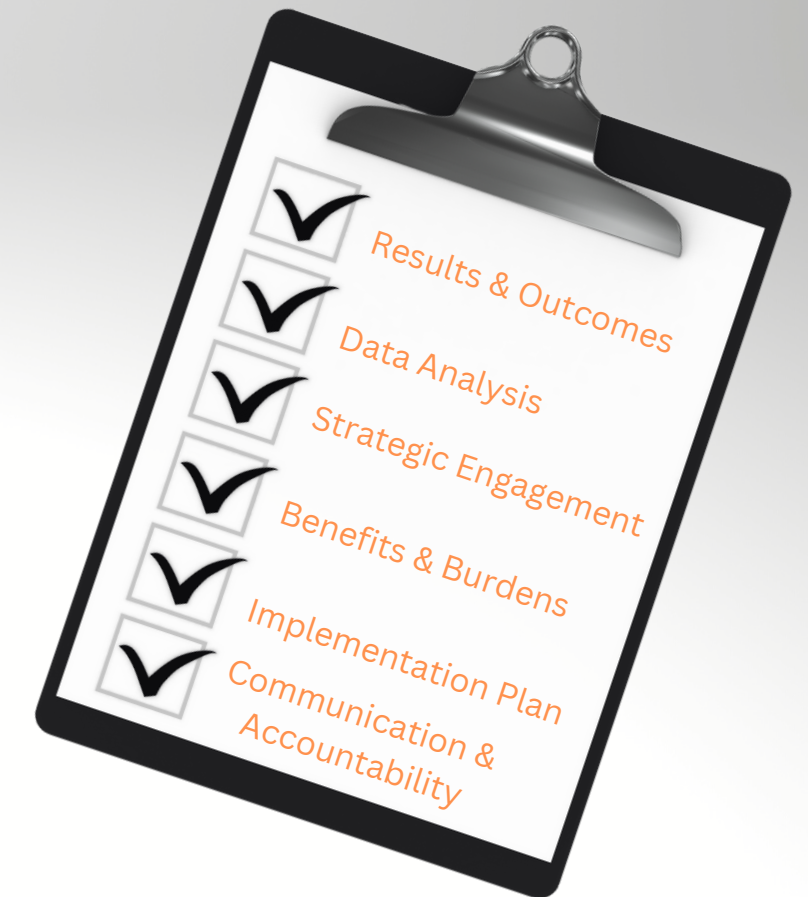 Results & Outcomes
Data Analysis
Strategic Engagement
Benefits & Burdens
Implementation Plan
Communication &
Accountability